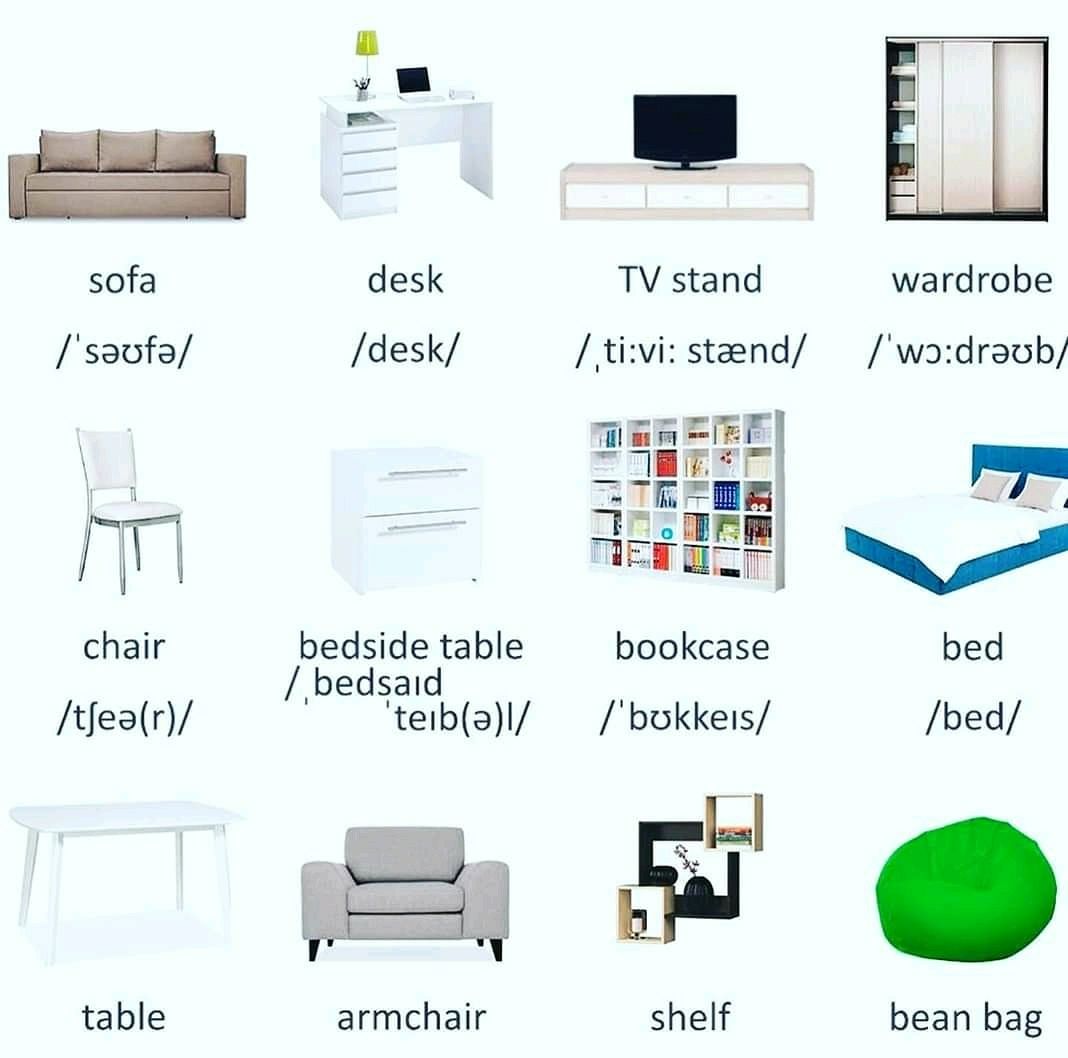 sofa desk TV stand wardrobe
/ˈsəʊfə/ /desk/ /ˌti:vi: stænd/ /ˈwɔ:drəʊb/
chair bedside table bookcase bed
/ˌbedsaɪd
/tʃeə(r)/ ˈteɪb(ə)l/ /ˈbʊkkeɪs/ /bed/
table armchair shelf bean bag